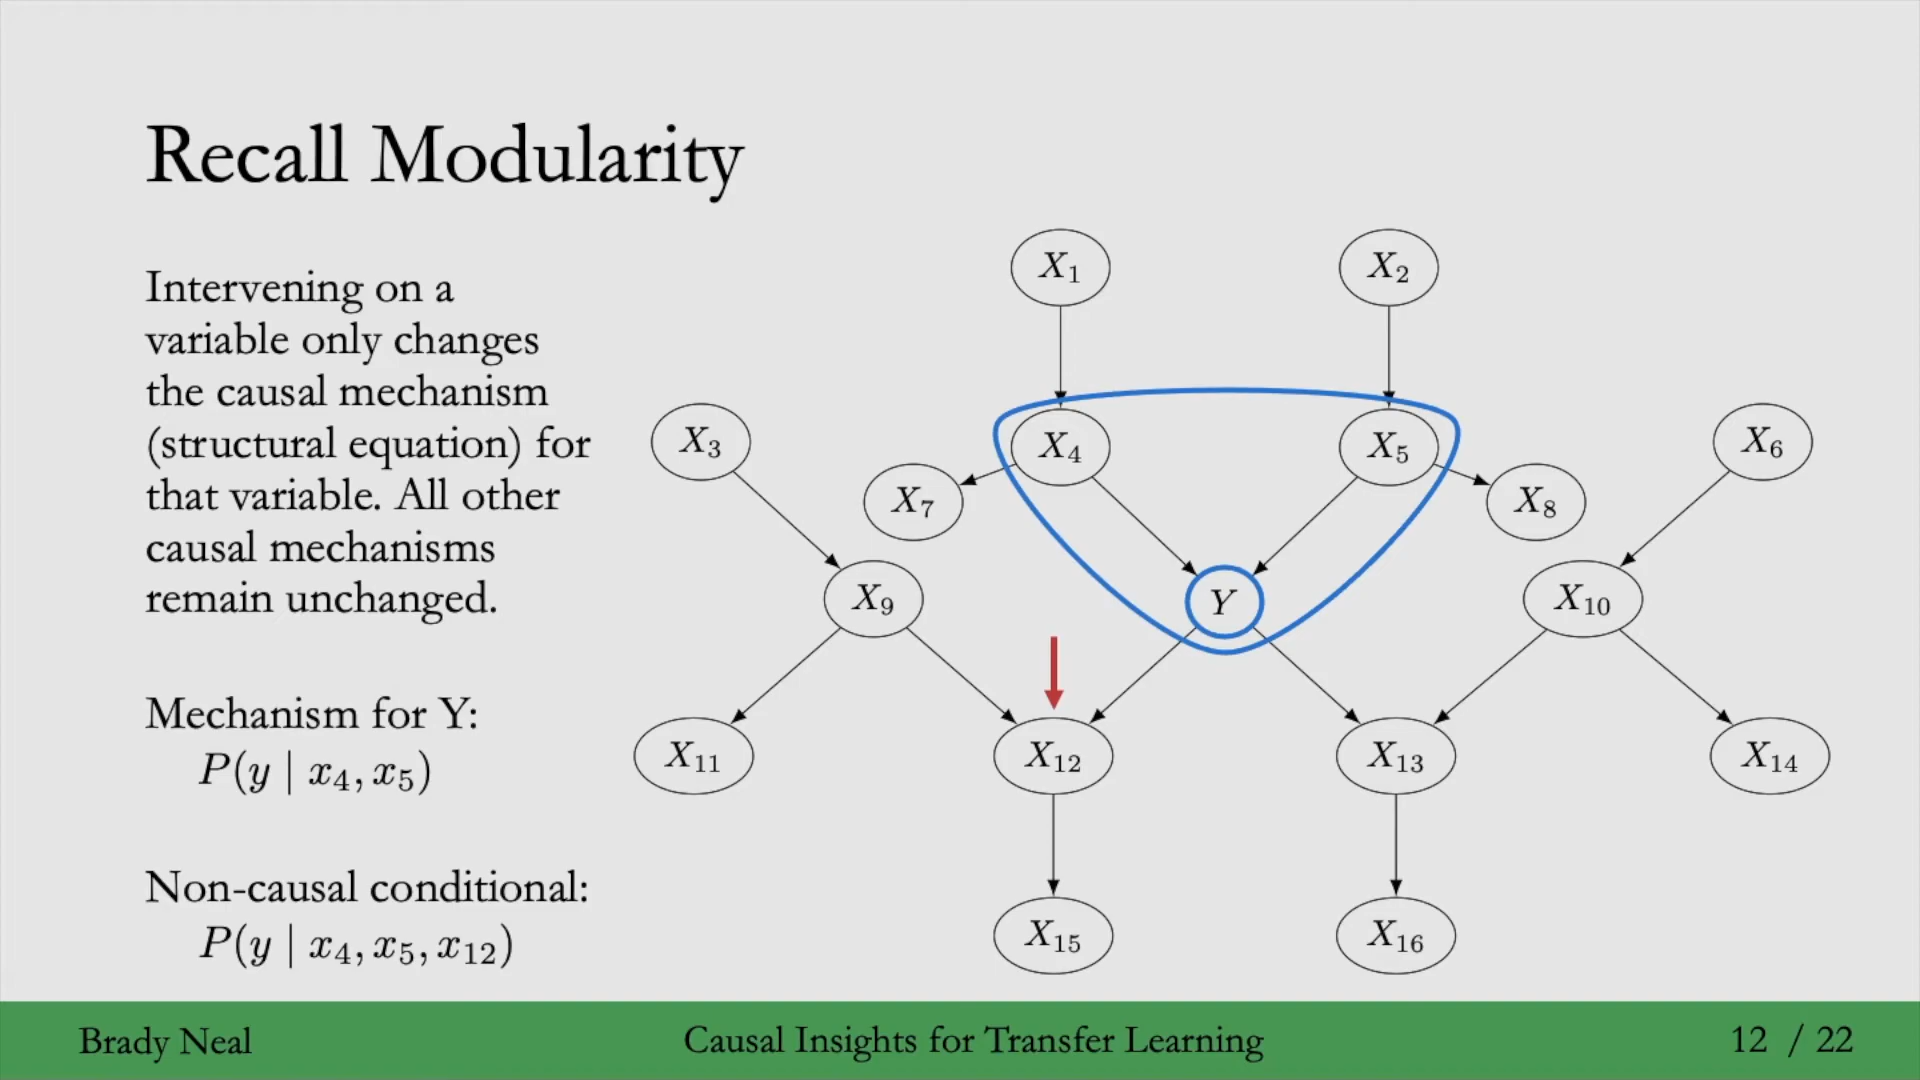 Recall Modularity
Intervening on a
variable only changes
the causal mechanism
(structural equation) for
that variable. All other
causal mechanisms
remain unchanged.
Mechanism for Y:
P(y | x₄, x₅)
Non-causal conditional:
P(y | x₄, x₅, x₁₂)
X₁
X₂
X₃
X₄
X₅
X₆
X₇
X₈
X₉
Y
X₁₀
X₁₁
X₁₂
X₁₃
X₁₄
X₁₅
X₁₆
Brady Neal
Causal Insights for Transfer Learning
12 / 22